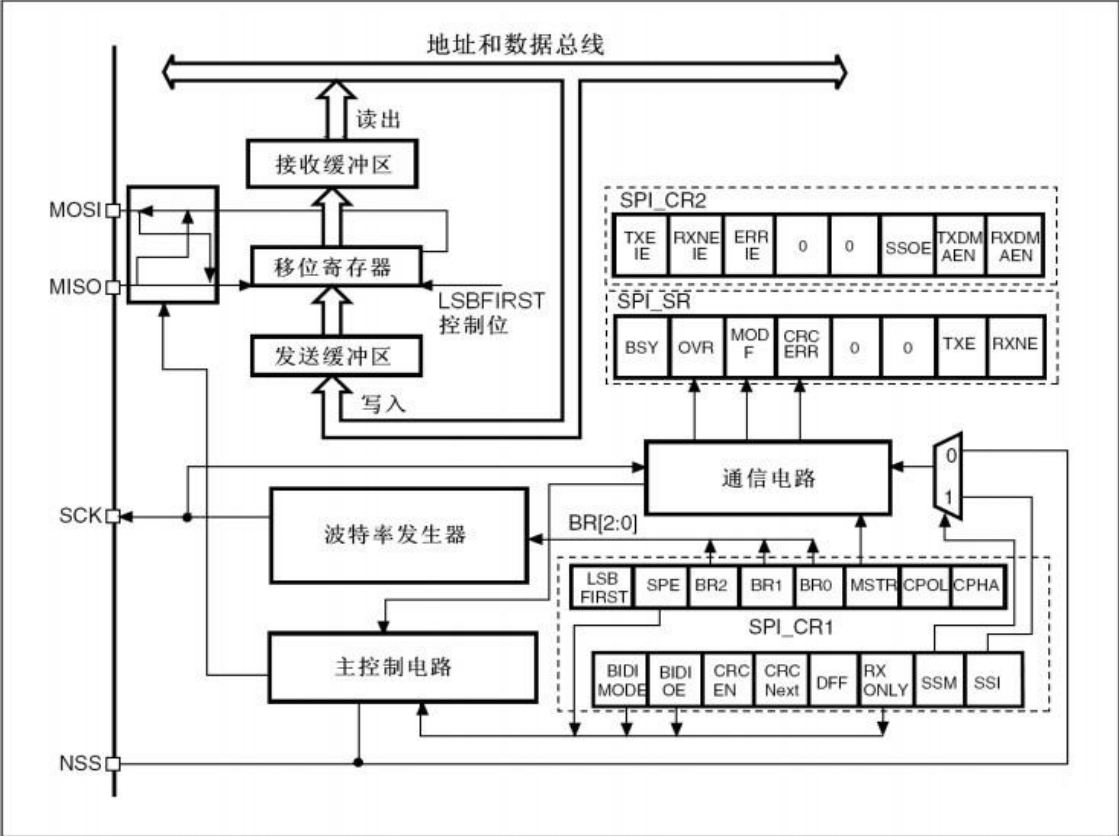 地址和数据总线
读出
接收缓冲区
MOSI
移位寄存器
MISO
LSBFIRST
控制位
发送缓冲区
写入
SPI_CR2
TXE IE
RXNE IE
ERR IE
0
0
SSOE
TXDM AEN
RXDM AEN
SPI_SR
BSY
OVR
MOD F
CRC ERR
0
0
TXE
RXNE
通信电路
0
1
SCK
波特率发生器
BR[2:0]
LSB FIRST
SPE
BR2
BR1
BR0
MSTR
CPOL
CPHA
SPI_CR1
主控制电路
BIDI MODE
BIDI OE
CRC EN
CRC Next
DFF
RX ONLY
SSM
SSI
NSS